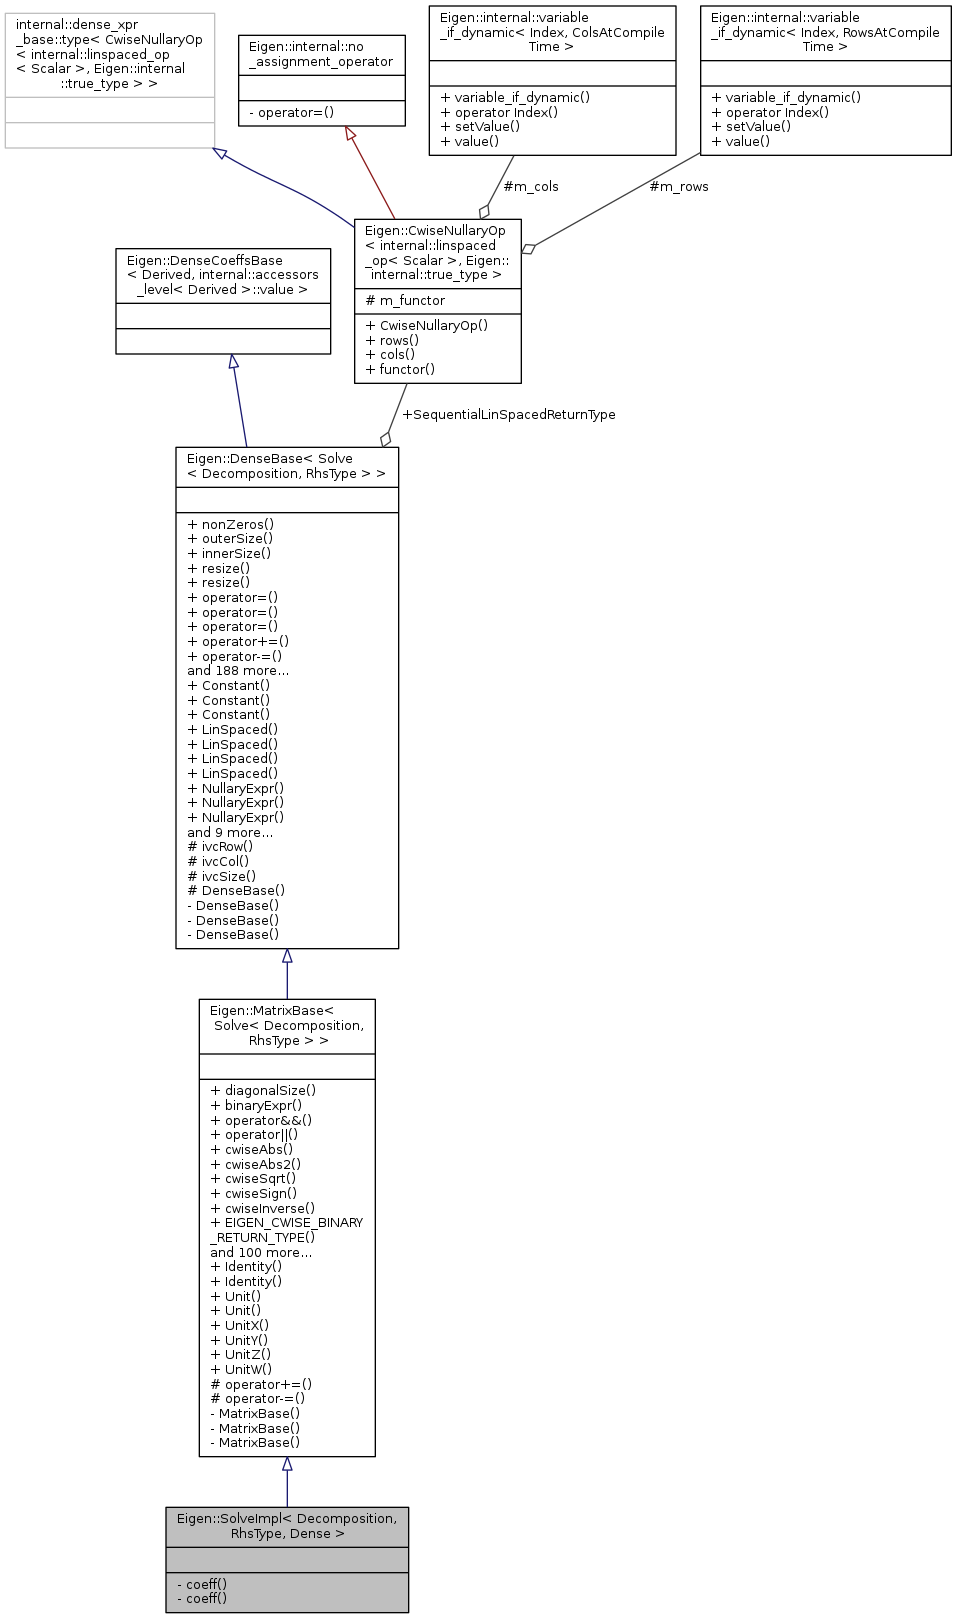 internal::dense_xpr
_base::type< CwiseNullaryOp
< internal::linspaced_op
< Scalar >, Eigen::internal
::true_type > >
Eigen::internal::no
_assignment_operator
- operator=()
Eigen::internal::variable
_if_dynamic< Index, ColsAtCompile
Time >
+ variable_if_dynamic()
+ operator Index()
+ setValue()
+ value()
Eigen::internal::variable
_if_dynamic< Index, RowsAtCompile
Time >
+ variable_if_dynamic()
+ operator Index()
+ setValue()
+ value()
#m_cols
#m_rows
Eigen::CwiseNullaryOp
< internal::linspaced
_op< Scalar >, Eigen::
internal::true_type >
# m_functor
+ CwiseNullaryOp()
+ rows()
+ cols()
+ functor()
Eigen::DenseCoeffsBase
< Derived, internal::accessors
_level< Derived >::value >
+SequentialLinSpacedReturnType
Eigen::DenseBase< Solve
< Decomposition, RhsType > >
+ nonZeros()
+ outerSize()
+ innerSize()
+ resize()
+ resize()
+ operator=()
+ operator=()
+ operator=()
+ operator+=()
+ operator-=()
and 188 more...
+ Constant()
+ Constant()
+ Constant()
+ LinSpaced()
+ LinSpaced()
+ LinSpaced()
+ LinSpaced()
+ NullaryExpr()
+ NullaryExpr()
+ NullaryExpr()
and 9 more...
# ivcRow()
# ivcCol()
# ivcSize()
# DenseBase()
- DenseBase()
- DenseBase()
- DenseBase()
Eigen::MatrixBase<
Solve< Decomposition,
RhsType > >
+ diagonalSize()
+ binaryExpr()
+ operator&&()
+ operator||()
+ cwiseAbs()
+ cwiseAbs2()
+ cwiseSqrt()
+ cwiseSign()
+ cwiseInverse()
+ EIGEN_CWISE_BINARY
_RETURN_TYPE()
and 100 more...
+ Identity()
+ Identity()
+ Unit()
+ Unit()
+ UnitX()
+ UnitY()
+ UnitZ()
+ UnitW()
# operator+=()
# operator-=()
- MatrixBase()
- MatrixBase()
- MatrixBase()
Eigen::SolveImpl< Decomposition,
RhsType, Dense >
- coeff()
- coeff()